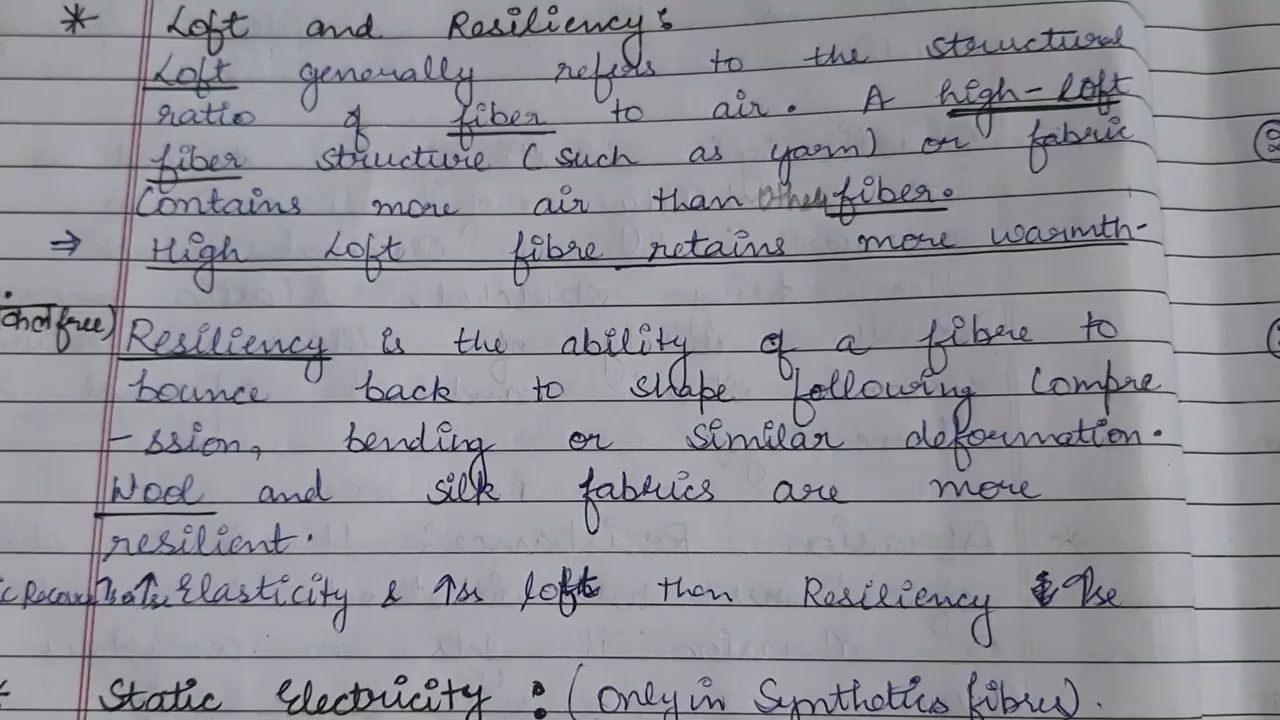 * Loft and Resiliency:
Loft generally refers to the structural
ratio of fiber to air. A high-loft
fiber structure (such as yarn) or fabric
Contains more air than other fiber.
⇒ High Loft fibre retains more warmth-
Resiliency is the ability of a fibre to
bounce back to shape following Compre
-ssion, bending or similar deformation.
Wool and silk fabrics are more
resilient.
Elasticity & ↑ss loft then Resiliency ↑se
Static Electricity : (Only in Synthetics fibres).